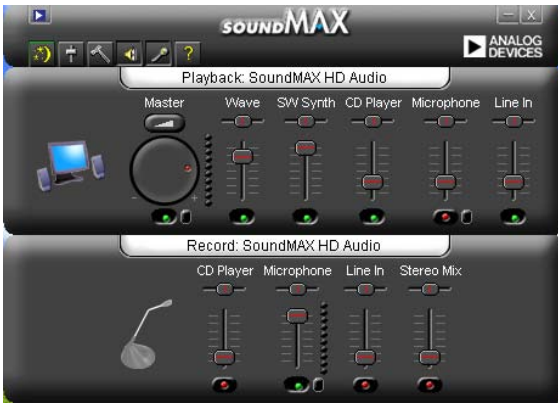 SOUNDMAX
ANALOG
DEVICES
?
Playback: SoundMAX HD Audio
Master Wave SW Synth CD Player Microphone Line In
- +
Record: SoundMAX HD Audio
CD Player Microphone Line In Stereo Mix